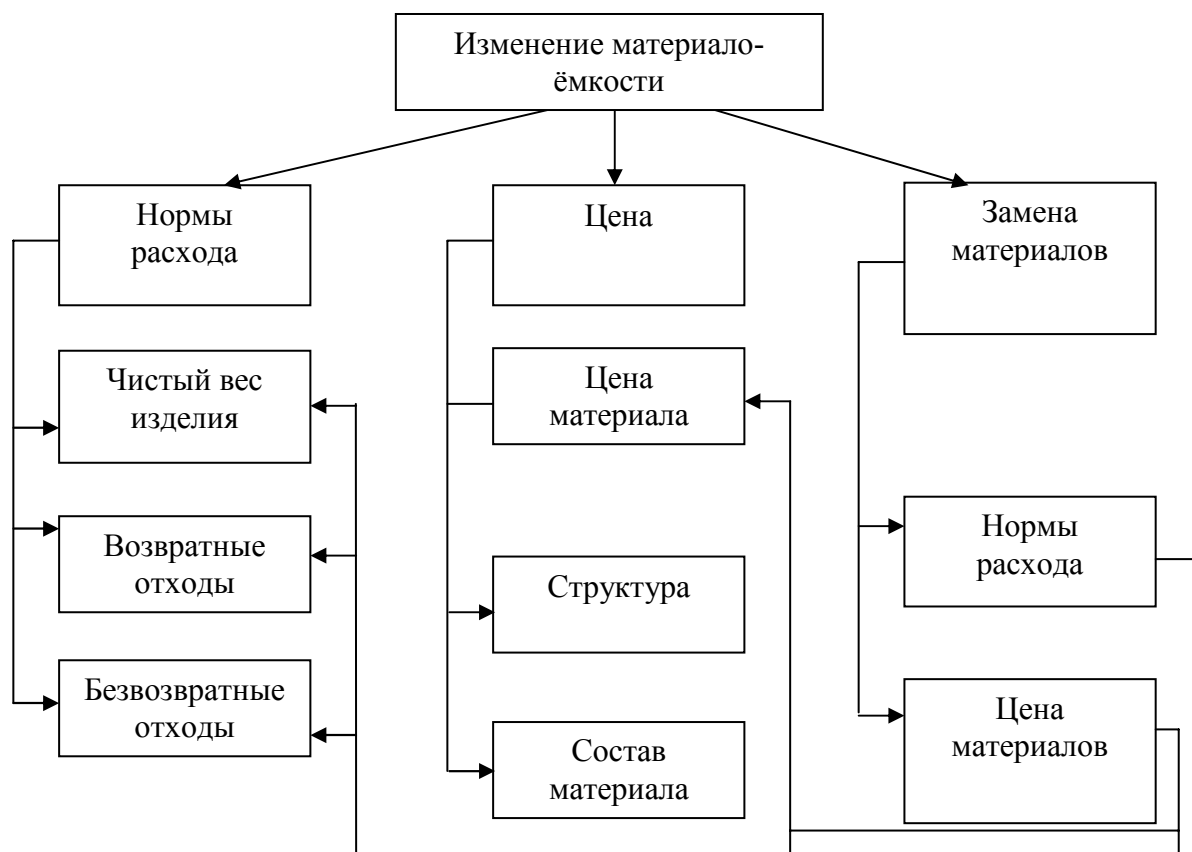 Изменение материало-
ёмкости
Нормы
расхода
Цена
Замена
материалов
Чистый вес
изделия
Цена
материала
Возвратные
отходы
Структура
Нормы
расхода
Безвозвратные
отходы
Состав
материала
Цена
материалов